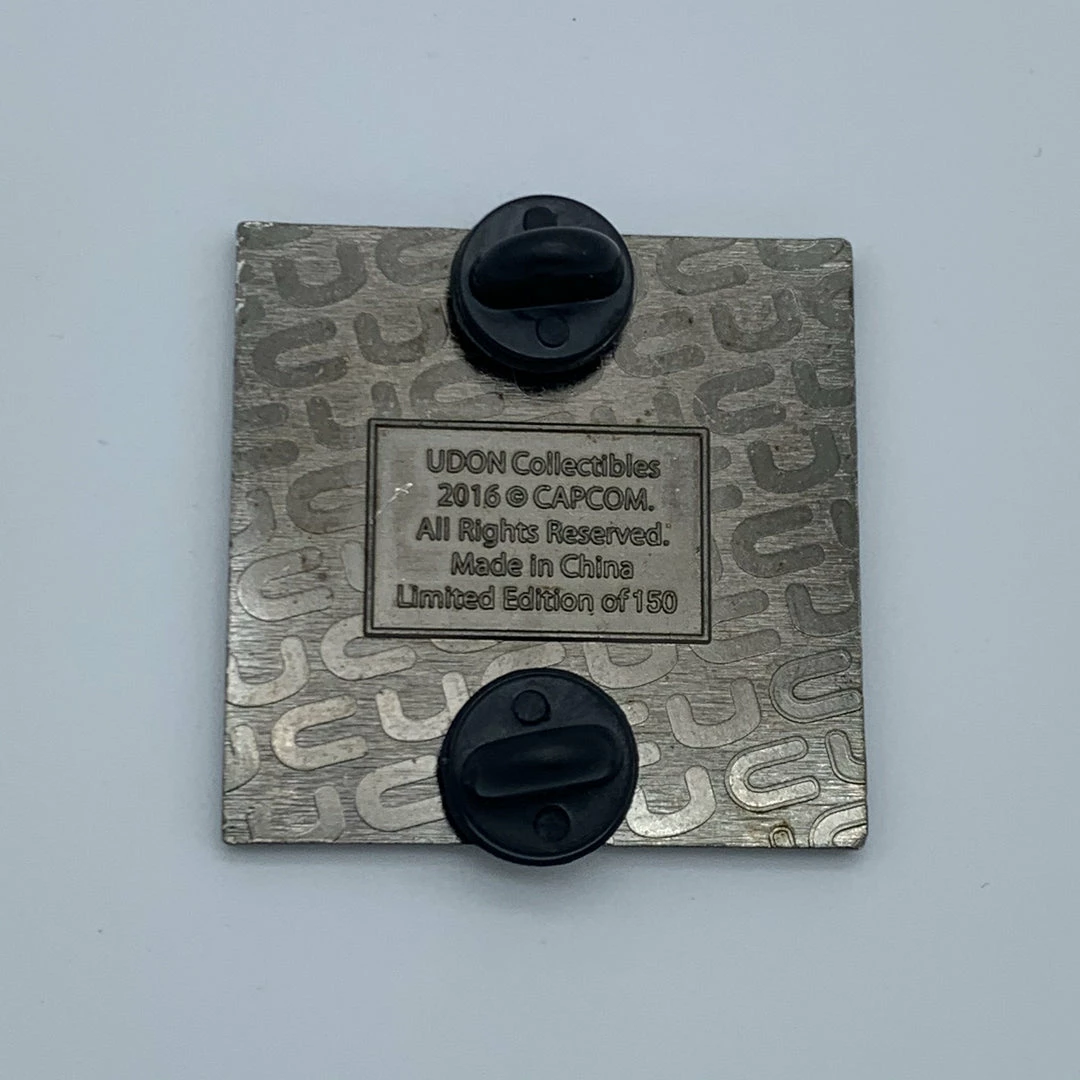 UDON Collectibles
2016 © CAPCOM.
All Rights Reserved.
Made in China
Limited Edition of 150